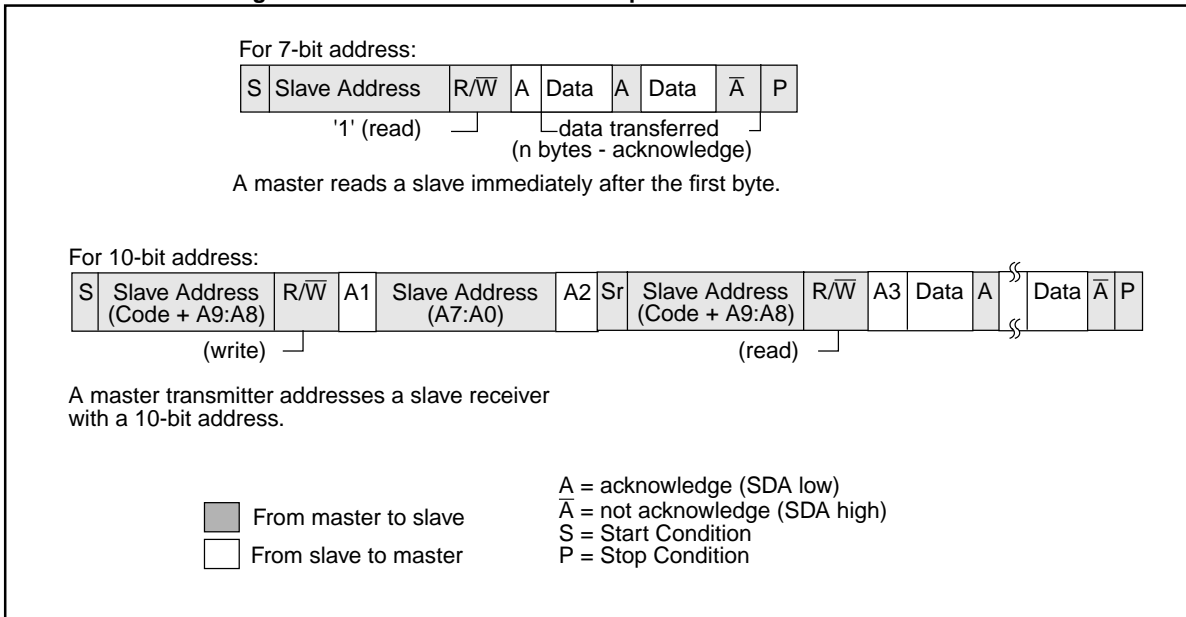 For 7-bit address:
S Slave Address R/W̅ A Data A Data A̅ P
'1' (read) data transferred
(n bytes - acknowledge)
A master reads a slave immediately after the first byte.
For 10-bit address:
S Slave Address (Code + A9:A8) R/W̅ A1 Slave Address (A7:A0) A2 Sr Slave Address (Code + A9:A8) R/W̅ A3 Data A Data A̅ P
(write) (read)
A master transmitter addresses a slave receiver
with a 10-bit address.
From master to slave
From slave to master
A = acknowledge (SDA low)
A̅ = not acknowledge (SDA high)
S = Start Condition
P = Stop Condition